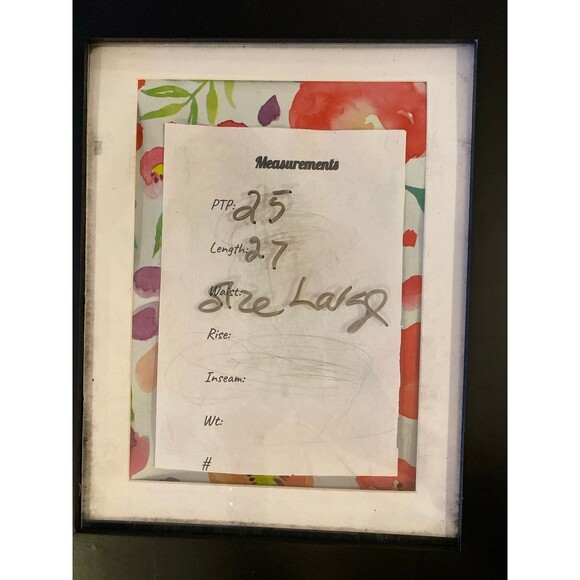 Measurements
PTP: 25
Length: 27
Waist: Size Large
Rise:
Inseam:
Wt:
#